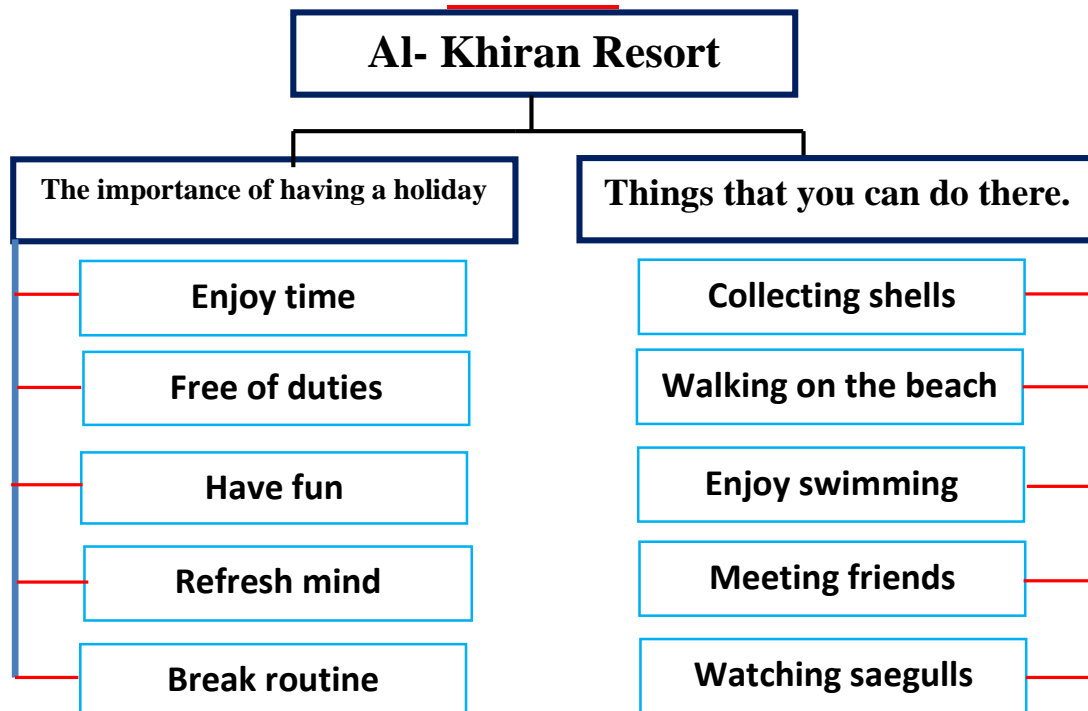 Al- Khiran Resort
The importance of having a holiday
Things that you can do there.
Enjoy time
Free of duties
Have fun
Refresh mind
Break routine
Collecting shells
Walking on the beach
Enjoy swimming
Meeting friends
Watching saegulls